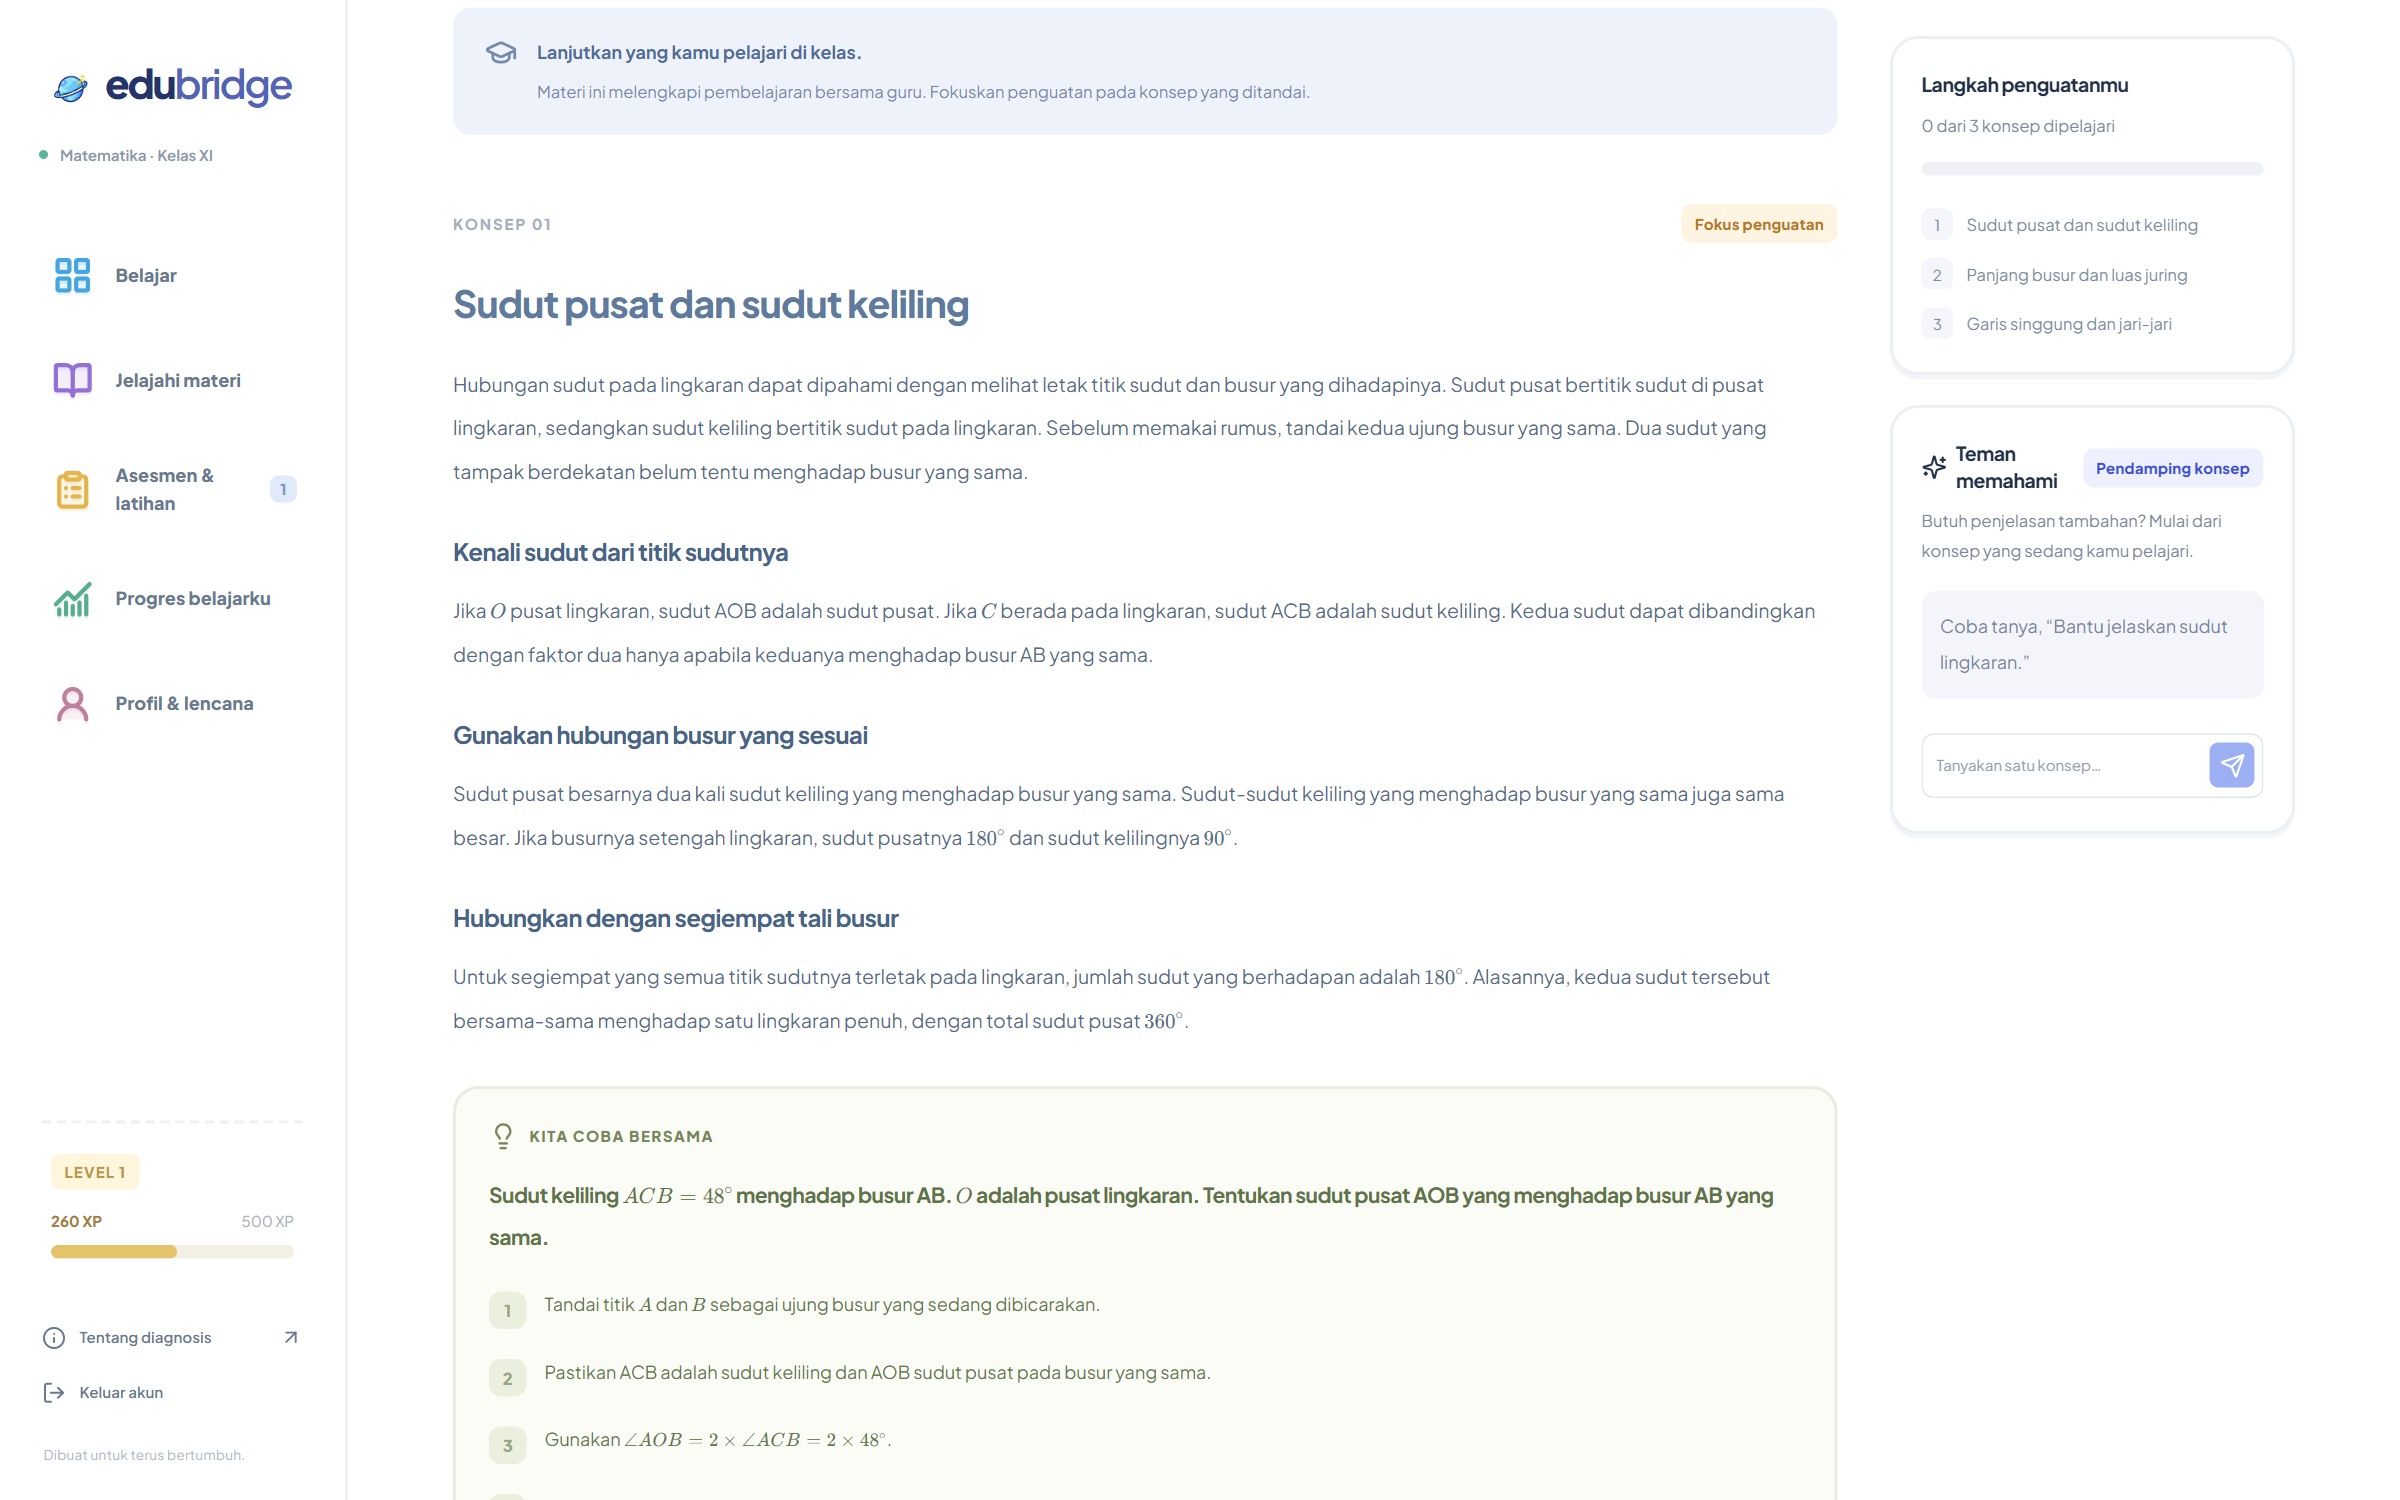 edubridge
Matematika · Kelas XI
Belajar
Jelajahi materi
Asesmen &
latihan
1
Progres belajarku
Profil & lencana
LEVEL 1
260 XP
500 XP
Tentang diagnosis
Keluar akun
Dibuat untuk terus bertumbuh.
Lanjutkan yang kamu pelajari di kelas.
Materi ini melengkapi pembelajaran bersama guru. Fokuskan penguatan pada konsep yang ditandai.
KONSEP 01
Fokus penguatan
Sudut pusat dan sudut keliling
Hubungan sudut pada lingkaran dapat dipahami dengan melihat letak titik sudut dan busur yang dihadapinya. Sudut pusat bertitik sudut di pusat
lingkaran, sedangkan sudut keliling bertitik sudut pada lingkaran. Sebelum memakai rumus, tandai kedua ujung busur yang sama. Dua sudut yang
tampak berdekatan belum tentu menghadap busur yang sama.
Kenali sudut dari titik sudutnya
Jika O pusat lingkaran, sudut AOB adalah sudut pusat. Jika C berada pada lingkaran, sudut ACB adalah sudut keliling. Kedua sudut dapat dibandingkan
dengan faktor dua hanya apabila keduanya menghadap busur AB yang sama.
Gunakan hubungan busur yang sesuai
Sudut pusat besarnya dua kali sudut keliling yang menghadap busur yang sama. Sudut-sudut keliling yang menghadap busur yang sama juga sama
besar. Jika busurnya setengah lingkaran, sudut pusatnya 180° dan sudut kelilingnya 90°.
Hubungkan dengan segiempat tali busur
Untuk segiempat yang semua titik sudutnya terletak pada lingkaran, jumlah sudut yang berhadapan adalah 180°. Alasannya, kedua sudut tersebut
bersama-sama menghadap satu lingkaran penuh, dengan total sudut pusat 360°.
KITA COBA BERSAMA
Sudut keliling ACB = 48° menghadap busur AB. O adalah pusat lingkaran. Tentukan sudut pusat AOB yang menghadap busur AB yang
sama.
1 Tandai titik A dan B sebagai ujung busur yang sedang dibicarakan.
2 Pastikan ACB adalah sudut keliling dan AOB sudut pusat pada busur yang sama.
3 Gunakan ∠AOB = 2 × ∠ACB = 2 × 48°.
Langkah penguatanmu
0 dari 3 konsep dipelajari
1 Sudut pusat dan sudut keliling
2 Panjang busur dan luas juring
3 Garis singgung dan jari-jari
Teman
memahami
Pendamping konsep
Butuh penjelasan tambahan? Mulai dari
konsep yang sedang kamu pelajari.
Coba tanya, “Bantu jelaskan sudut
lingkaran.”
Tanyakan satu konsep...